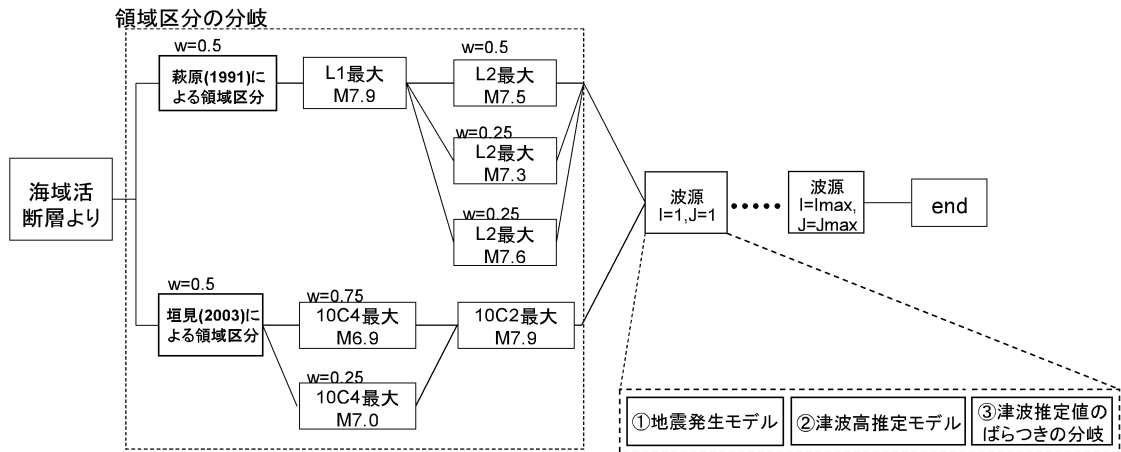 領域区分の分岐
w=0.5
萩原(1991)に
よる領域区分
L1最大
M7.9
w=0.5
L2最大
M7.5
w=0.25
L2最大
M7.3
w=0.25
L2最大
M7.6
海域活
断層より
w=0.5
垣見(2003)に
よる領域区分
w=0.75
10C4最大
M6.9
w=0.25
10C4最大
M7.0
10C2最大
M7.9
波源
I=1,J=1
•••••
波源
I=Imax,
J=Jmax
end
①地震発生モデル
②津波高推定モデル
③津波推定値の
ばらつきの分岐